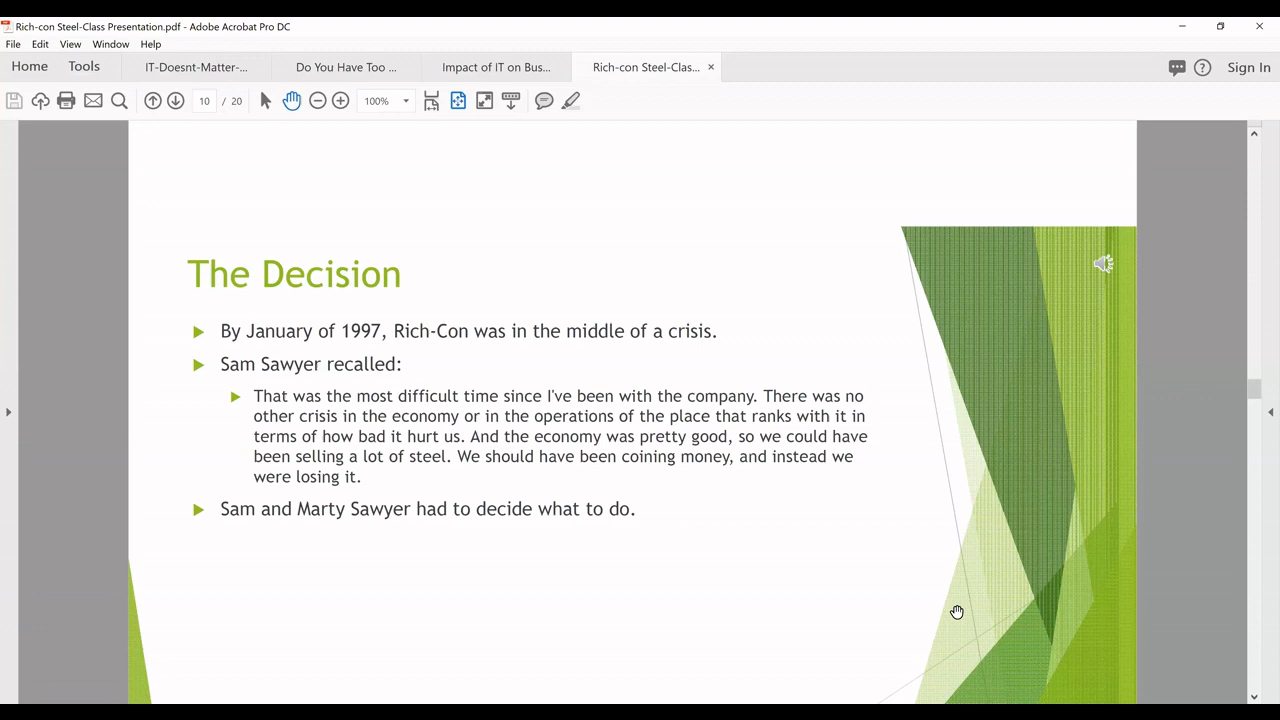 Rich-con Steel-Class Presentation.pdf - Adobe Acrobat Pro DC
File Edit View Window Help
Home Tools IT-Doesnt-Matter-... Do You Have Too ... Impact of IT on Bus... Rich-con Steel-Clas... × Sign In
10 / 20 100%
The Decision
By January of 1997, Rich-Con was in the middle of a crisis.
Sam Sawyer recalled:
That was the most difficult time since I've been with the company. There was no
other crisis in the economy or in the operations of the place that ranks with it in
terms of how bad it hurt us. And the economy was pretty good, so we could have
been selling a lot of steel. We should have been coining money, and instead we
were losing it.
Sam and Marty Sawyer had to decide what to do.